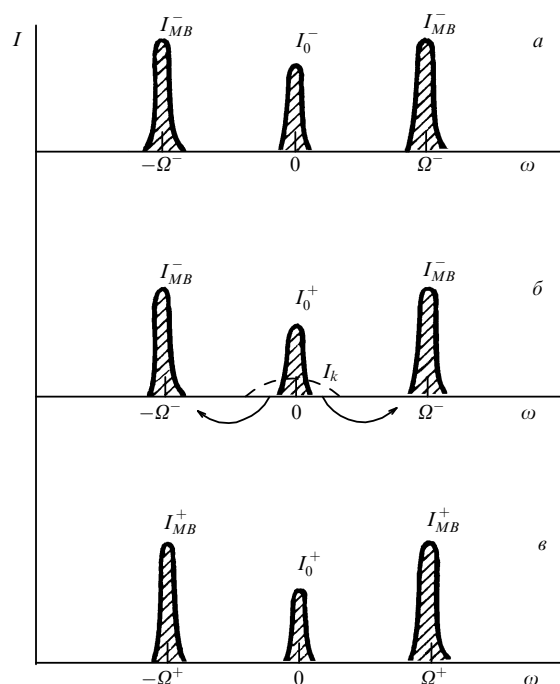 I I⁻_MB I⁻_0 I⁻_MB а
−Ω⁻ 0 Ω⁻ ω
I⁻_MB I⁺_0 I⁻_MB б
I_k
−Ω⁻ 0 Ω⁻ ω
I⁺_MB I⁺_0 I⁺_MB в
−Ω⁺ 0 Ω⁺ ω